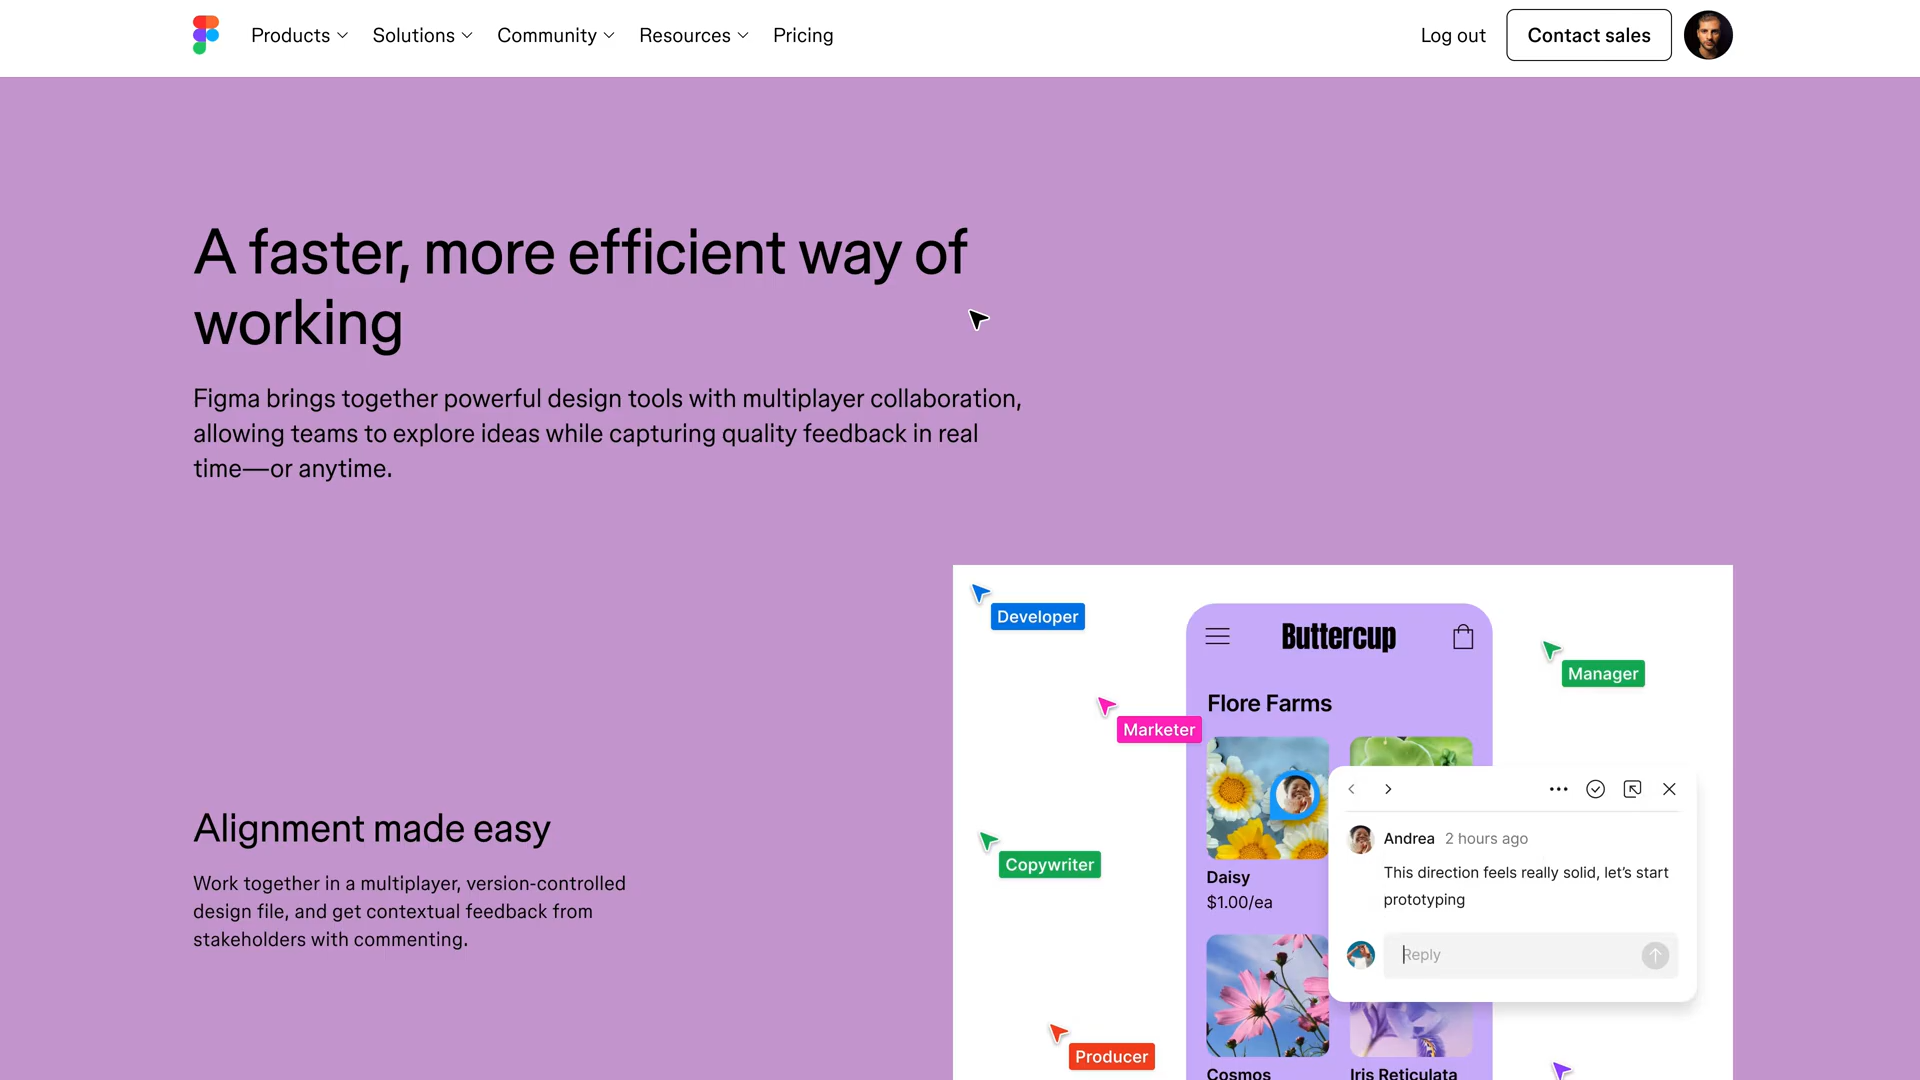 Products
Solutions
Community
Resources
Pricing
Log out
Contact sales
A faster, more efficient way of
working
Figma brings together powerful design tools with multiplayer collaboration,
allowing teams to explore ideas while capturing quality feedback in real
time—or anytime.
Alignment made easy
Work together in a multiplayer, version-controlled
design file, and get contextual feedback from
stakeholders with commenting.
Developer
Buttercup
Manager
Flore Farms
Marketer
Copywriter
Daisy
$1.00/ea
Andrea 2 hours ago
This direction feels really solid, let's start
prototyping
Reply
Producer
Cosmos
Iris Reticulata